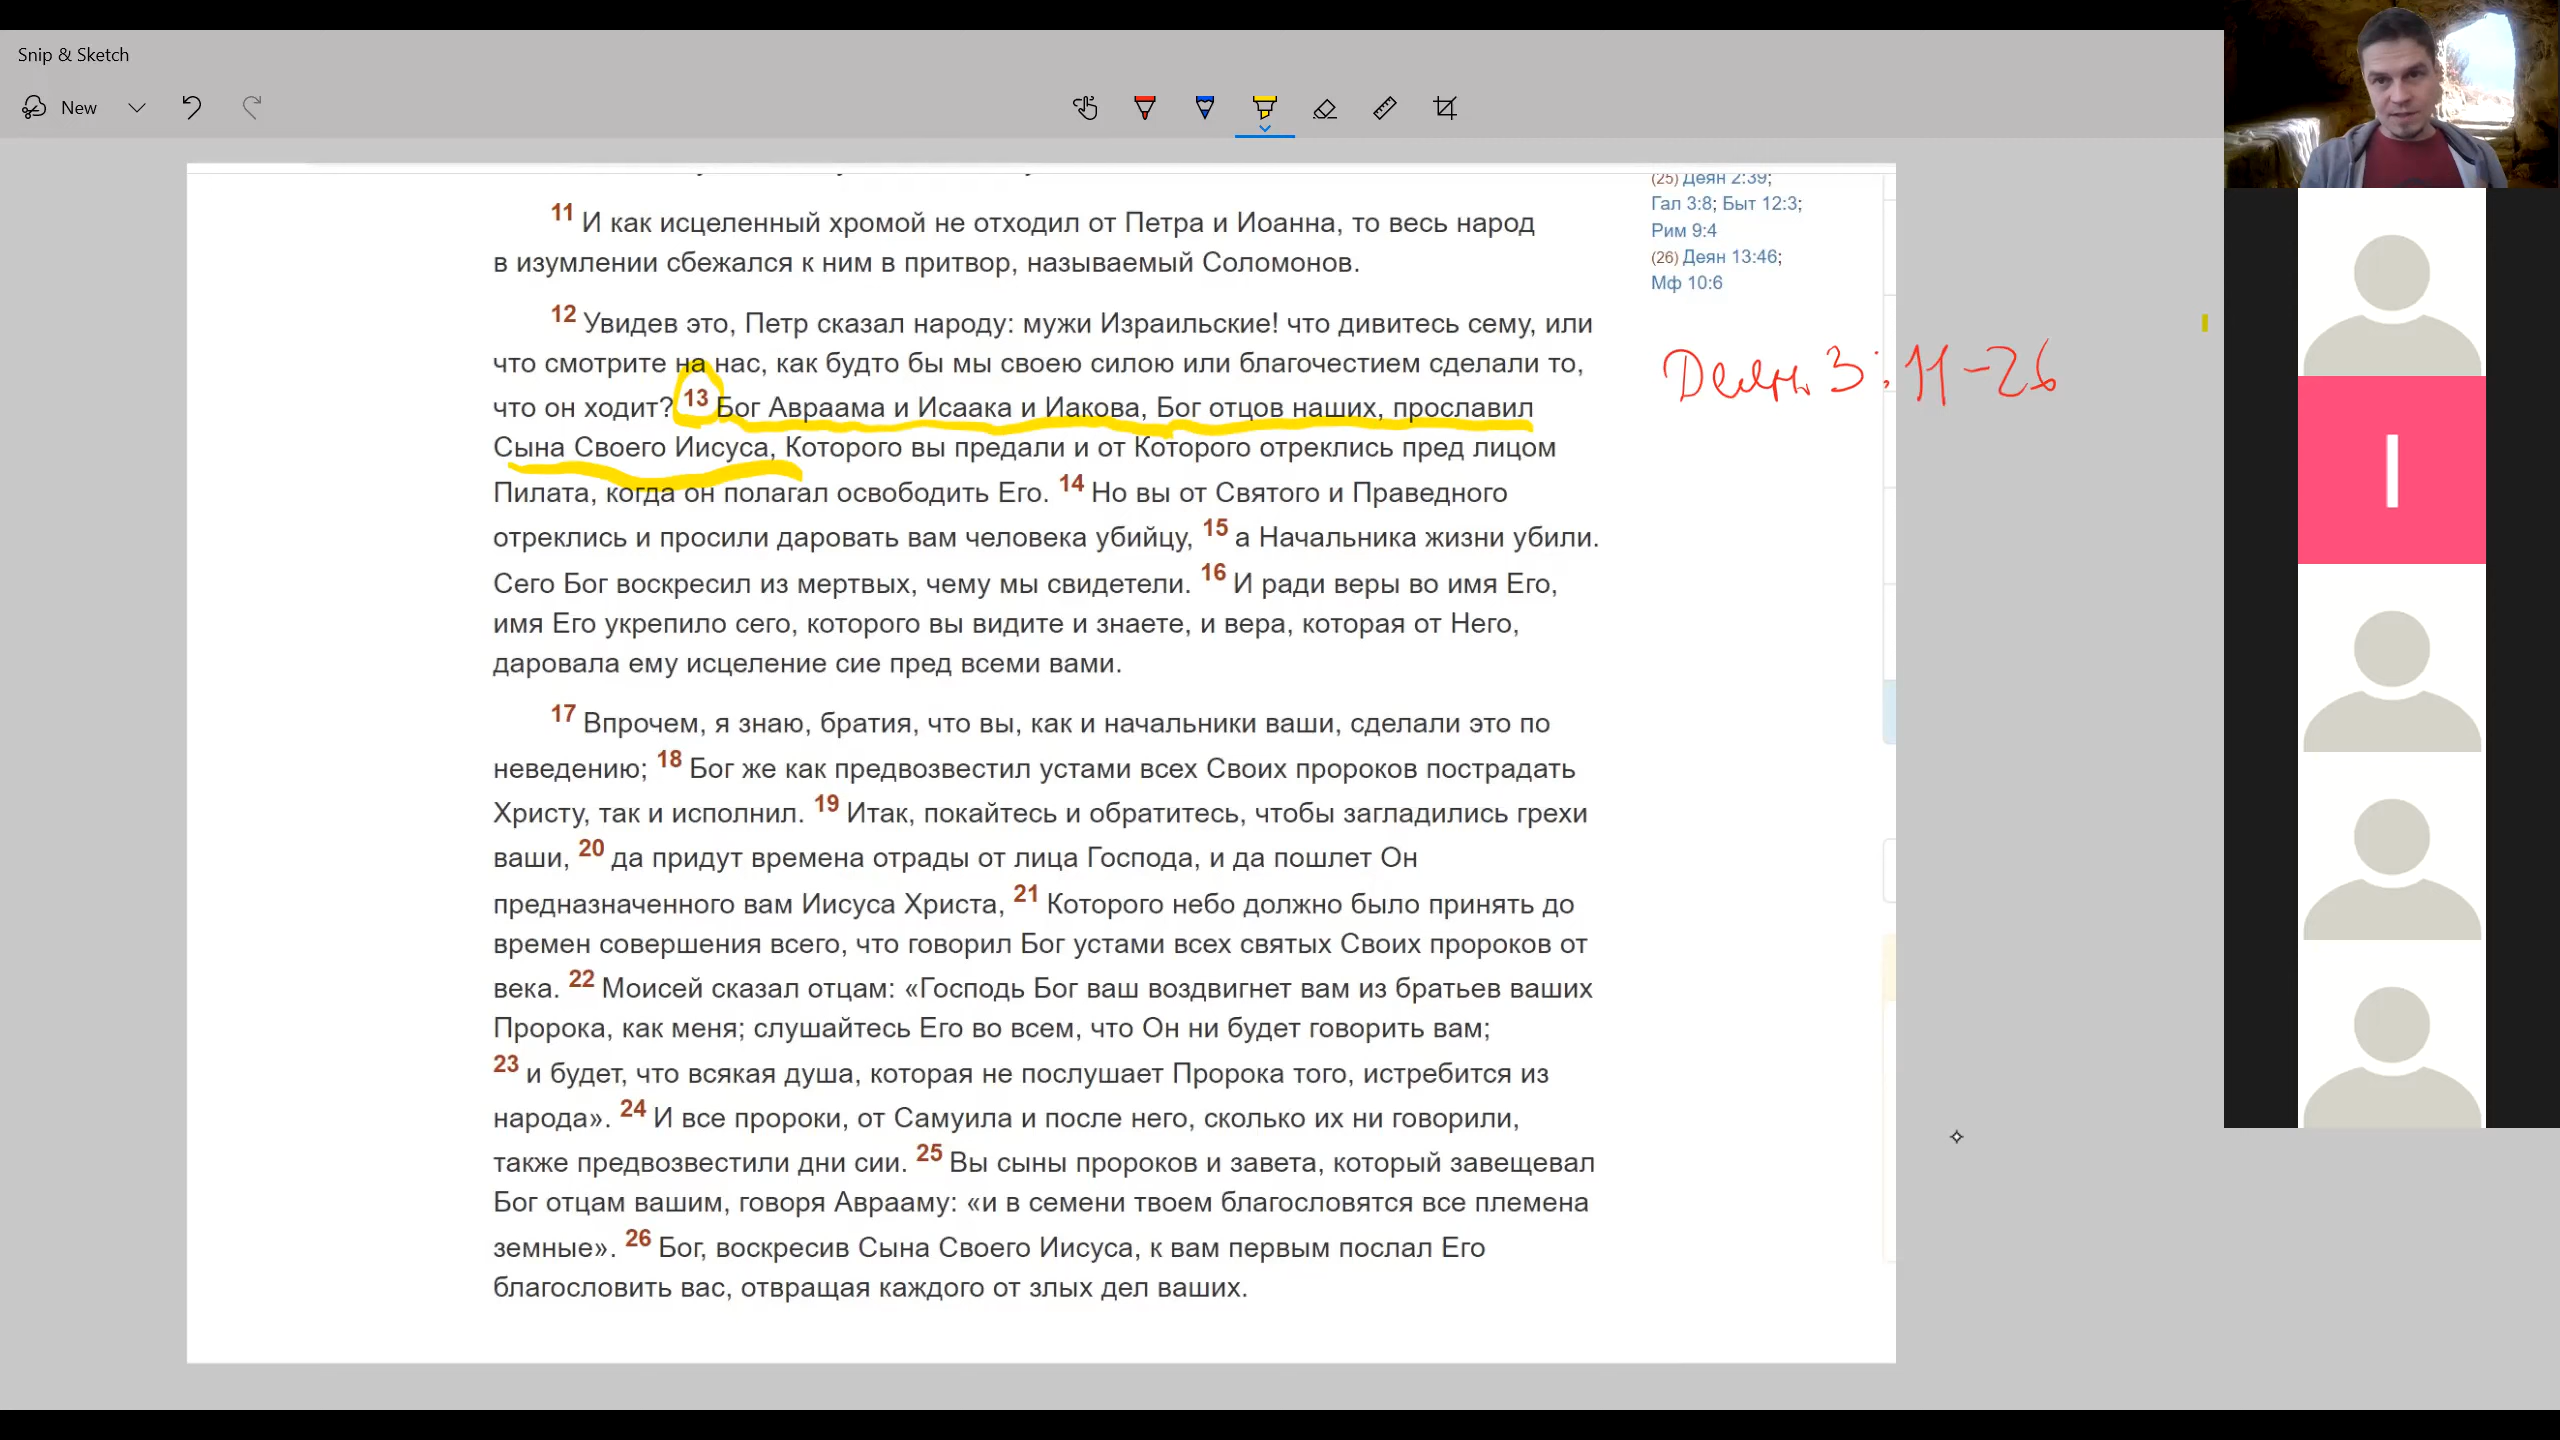 Snip & Sketch
New
(25) Деян 2:39;
Гал 3:8; Быт 12:3;
Рим 9:4
(26) Деян 13:46;
Мф 10:6
Деян. 3:11-26
11 И как исцеленный хромой не отходил от Петра и Иоанна, то весь народ
в изумлении сбежался к ним в притвор, называемый Соломонов.
12 Увидев это, Петр сказал народу: мужи Израильские! что дивитесь сему, или
что смотрите на нас, как будто бы мы своею силою или благочестием сделали то,
что он ходит? 13 Бог Авраама и Исаака и Иакова, Бог отцов наших, прославил
Сына Своего Иисуса, Которого вы предали и от Которого отреклись пред лицом
Пилата, когда он полагал освободить Его. 14 Но вы от Святого и Праведного
отреклись и просили даровать вам человека убийцу, 15 а Начальника жизни убили.
Сего Бог воскресил из мертвых, чему мы свидетели. 16 И ради веры во имя Его,
имя Его укрепило сего, которого вы видите и знаете, и вера, которая от Него,
даровала ему исцеление сие пред всеми вами.
17 Впрочем, я знаю, братия, что вы, как и начальники ваши, сделали это по
неведению; 18 Бог же как предвозвестил устами всех Своих пророков пострадать
Христу, так и исполнил. 19 Итак, покайтесь и обратитесь, чтобы загладились грехи
ваши, 20 да придут времена отрады от лица Господа, и да пошлет Он
предназначенного вам Иисуса Христа, 21 Которого небо должно было принять до
времен совершения всего, что говорил Бог устами всех святых Своих пророков от
века. 22 Моисей сказал отцам: «Господь Бог ваш воздвигнет вам из братьев ваших
Пророка, как меня; слушайтесь Его во всем, что Он ни будет говорить вам;
23 и будет, что всякая душа, которая не послушает Пророка того, истребится из
народа». 24 И все пророки, от Самуила и после него, сколько их ни говорили,
также предвозвестили дни сии. 25 Вы сыны пророков и завета, который завещевал
Бог отцам вашим, говоря Аврааму: «и в семени твоем благословятся все племена
земные». 26 Бог, воскресив Сына Своего Иисуса, к вам первым послал Его
благословить вас, отвращая каждого от злых дел ваших.
I